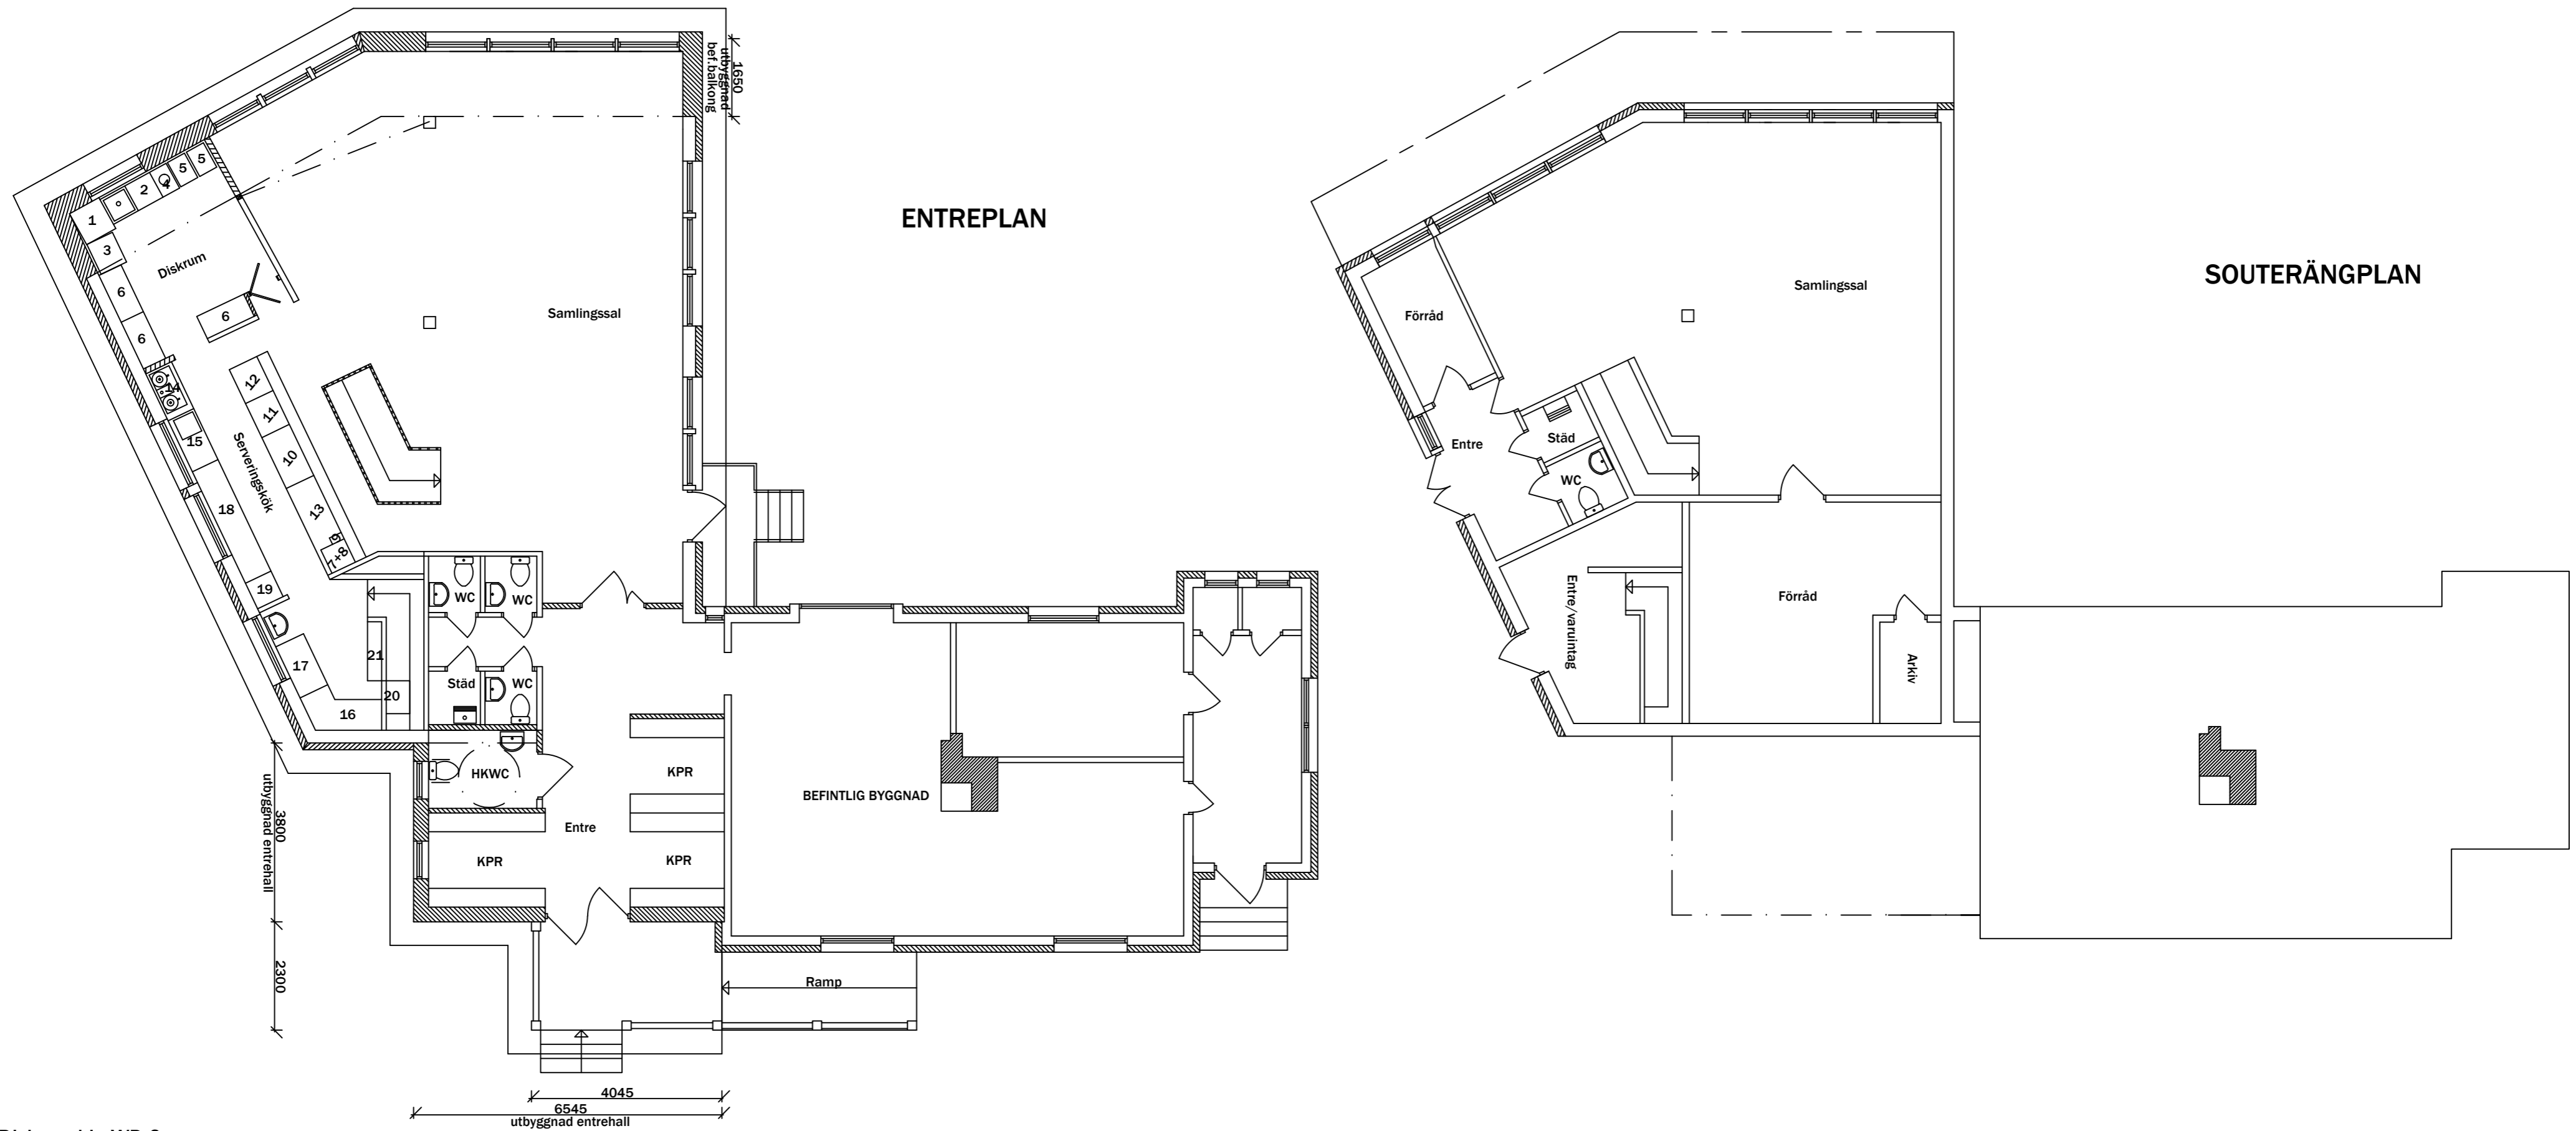 ENTREPLAN
SOUTERÄNGPLAN
1650
utbyggnad
bef.balkong
5
5
4
2
1
3
Diskrum
6
6
6
Samlingssal
14
12
11
15
10
Serveringskök
13
18
9
7+8
19
WC
WC
17
21
Städ
WC
20
16
HKWC
KPR
BEFINTLIG BYGGNAD
Entre
KPR
KPR
3800
utbyggnad entrehall
2300
Ramp
4045
6545
utbyggnad entrehall
Samlingssal
Förråd
Entre
Städ
WC
Entre/varuintag
Förråd
Arkiv